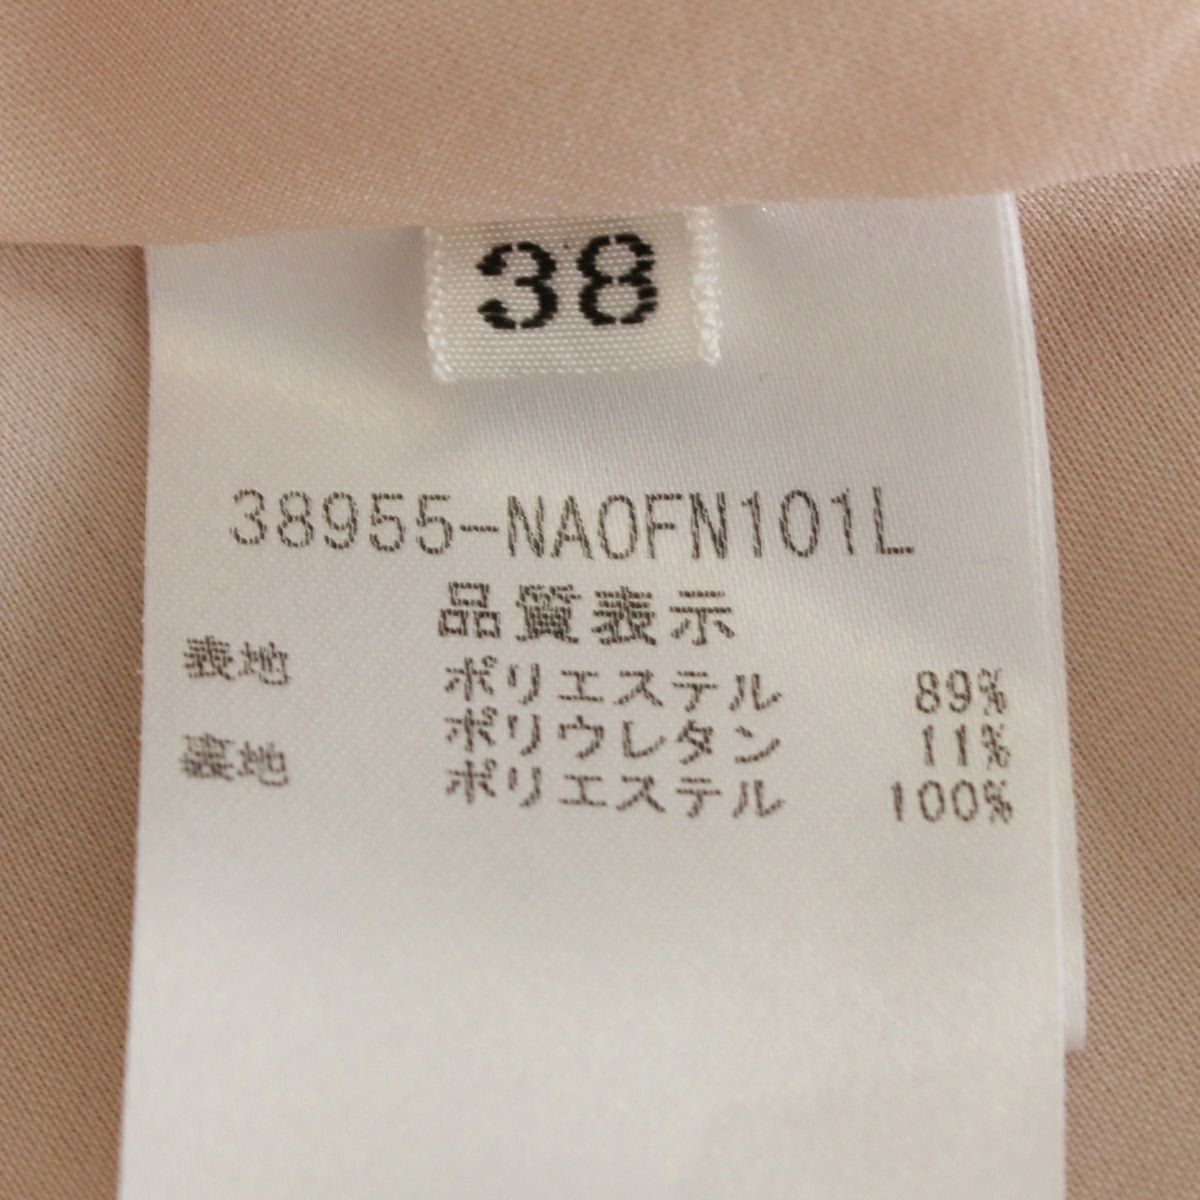 38
38955-NA0FN101L
品質表示
表地 ポリエステル 89%
ポリウレタン 11%
裏地 ポリエステル 100%